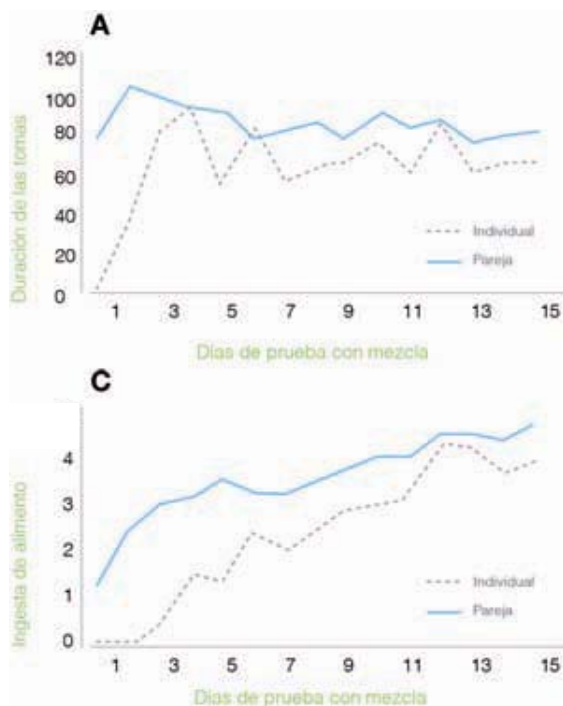 A
120
100
80
60
40
20
0
Duración de las tomas
Individual
Pareja
1 3 5 7 9 11 13 15
Días de prueba con mezcla
C
4
3
2
1
0
Ingesta de alimento
Individual
Pareja
1 3 5 7 9 11 13 15
Días de prueba con mezcla